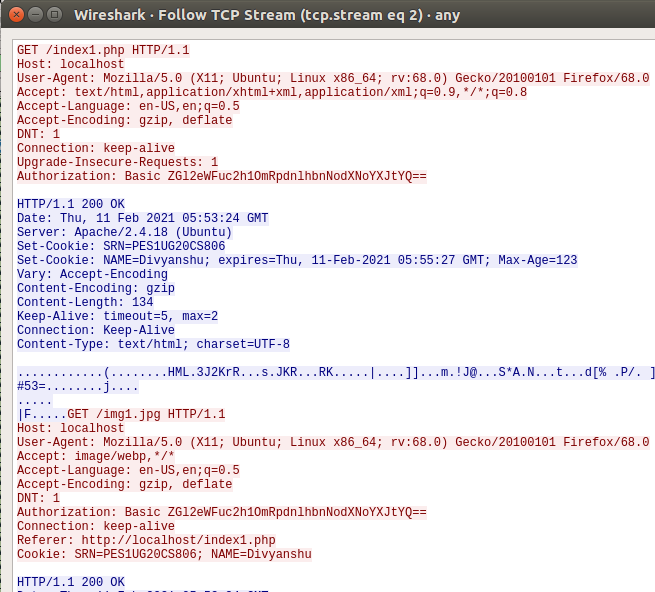 Wireshark · Follow TCP Stream (tcp.stream eq 2) · any
GET /index1.php HTTP/1.1
Host: localhost
User-Agent: Mozilla/5.0 (X11; Ubuntu; Linux x86_64; rv:68.0) Gecko/20100101 Firefox/68.0
Accept: text/html,application/xhtml+xml,application/xml;q=0.9,*/*;q=0.8
Accept-Language: en-US,en;q=0.5
Accept-Encoding: gzip, deflate
DNT: 1
Connection: keep-alive
Upgrade-Insecure-Requests: 1
Authorization: Basic ZGl2eWFuc2h1OmRpdnlhbnNodXNoYXJtYQ==
HTTP/1.1 200 OK
Date: Thu, 11 Feb 2021 05:53:24 GMT
Server: Apache/2.4.18 (Ubuntu)
Set-Cookie: SRN=PES1UG20CS806
Set-Cookie: NAME=Divyanshu; expires=Thu, 11-Feb-2021 05:55:27 GMT; Max-Age=123
Vary: Accept-Encoding
Content-Encoding: gzip
Content-Length: 134
Keep-Alive: timeout=5, max=2
Connection: Keep-Alive
Content-Type: text/html; charset=UTF-8
............(........HML.3J2KrR...s.JKR...RK.....|....]]...m.!J@...S*A.N...t...d[% .P/. ]
#53=........j....
.....
|F.....GET /img1.jpg HTTP/1.1
Host: localhost
User-Agent: Mozilla/5.0 (X11; Ubuntu; Linux x86_64; rv:68.0) Gecko/20100101 Firefox/68.0
Accept: image/webp,*/*
Accept-Language: en-US,en;q=0.5
Accept-Encoding: gzip, deflate
DNT: 1
Authorization: Basic ZGl2eWFuc2h1OmRpdnlhbnNodXNoYXJtYQ==
Connection: keep-alive
Referer: http://localhost/index1.php
Cookie: SRN=PES1UG20CS806; NAME=Divyanshu
HTTP/1.1 200 OK